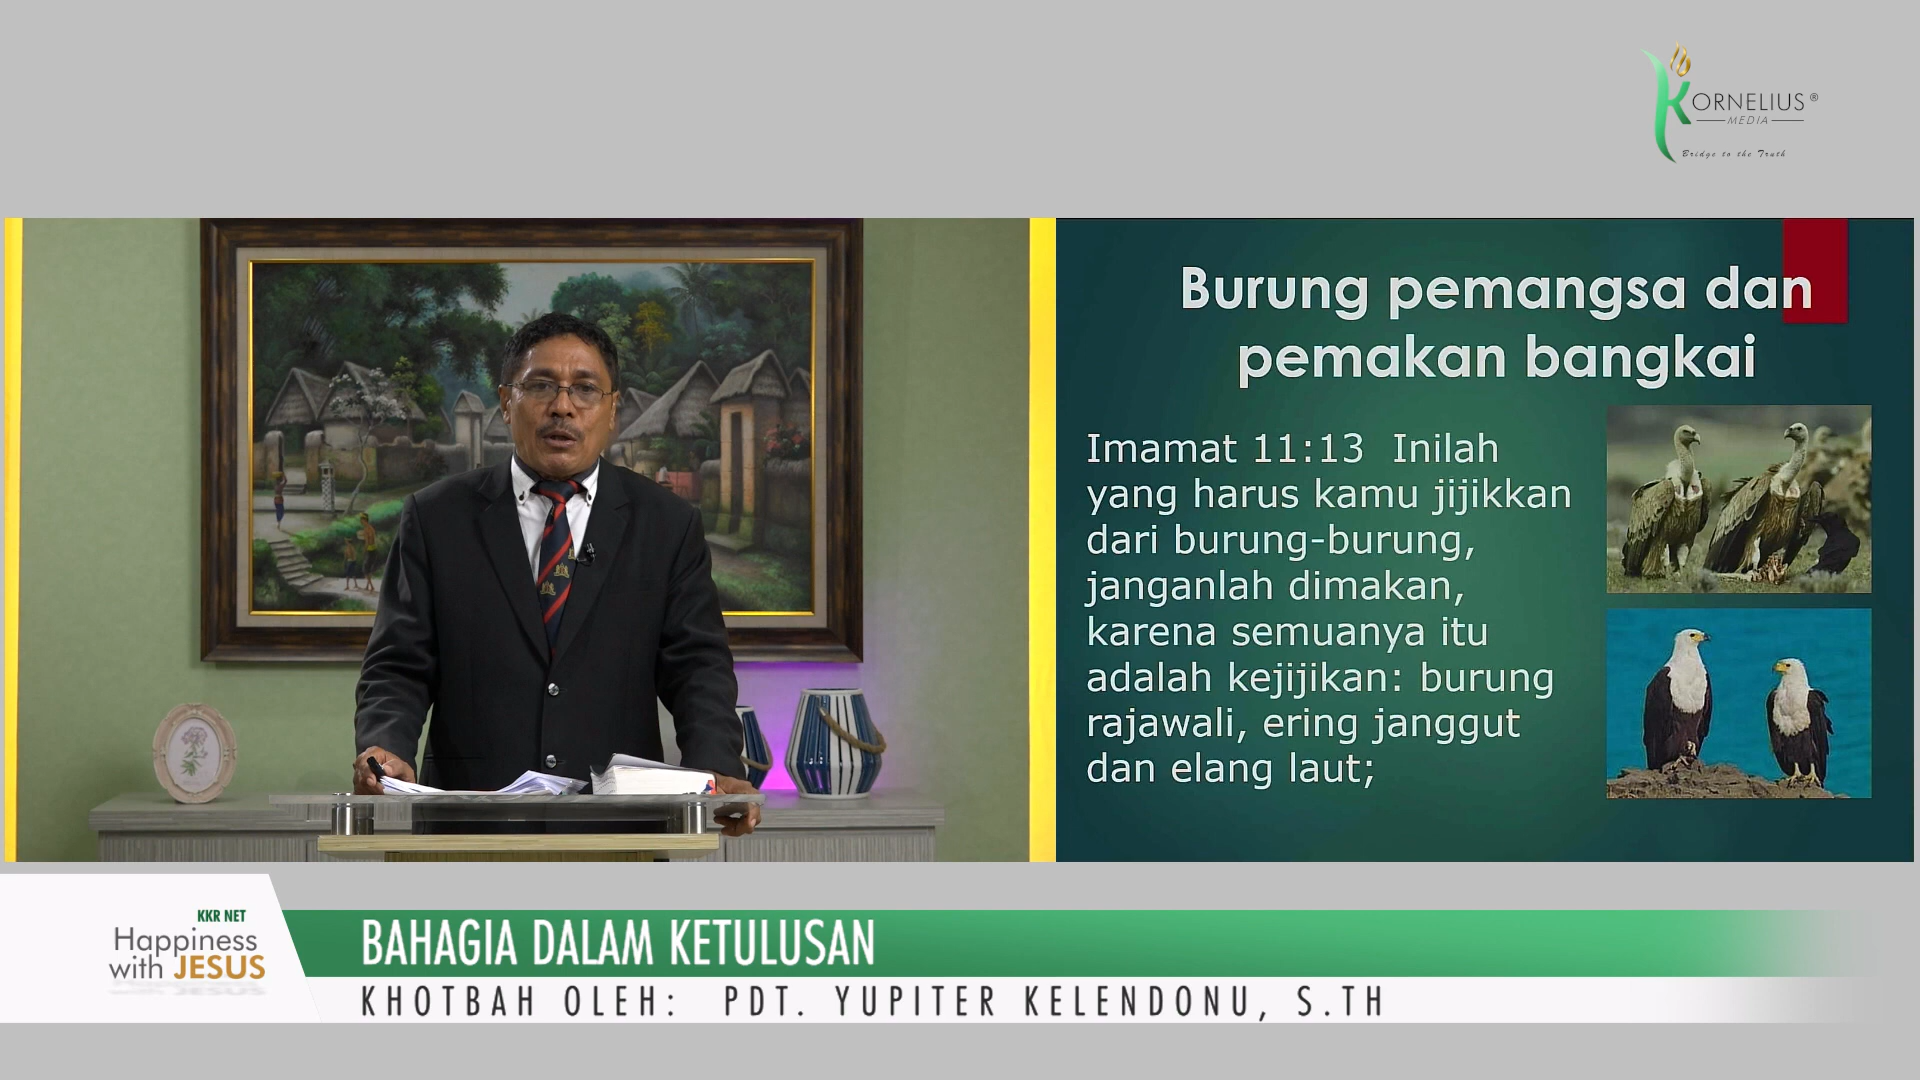 KORNELIUS®
MEDIA
Bridge to the Truth
Burung pemangsa dan
pemakan bangkai
Imamat 11:13 Inilah
yang harus kamu jijikkan
dari burung-burung,
janganlah dimakan,
karena semuanya itu
adalah kejijikan: burung
rajawali, ering janggut
dan elang laut;
KKR NET
Happiness
with JESUS
BAHAGIA DALAM KETULUSAN
KHOTBAH OLEH: PDT. YUPITER KELENDONU, S.TH